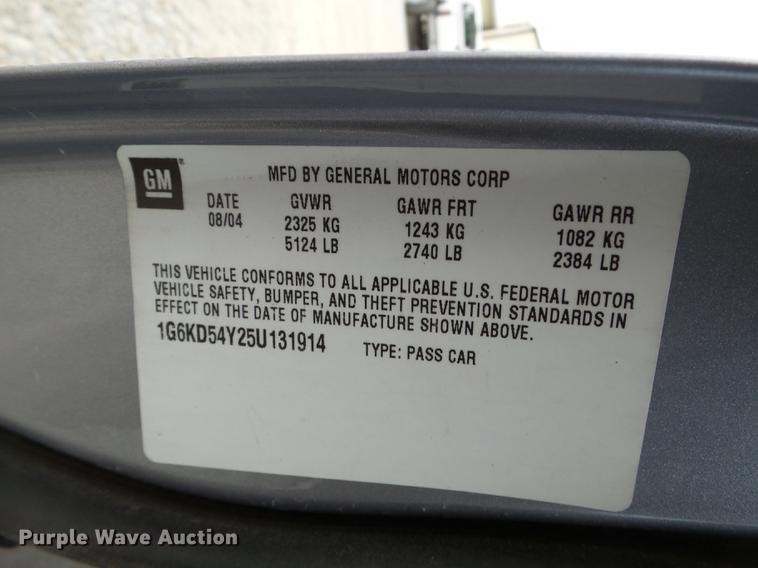 GM
MFD BY GENERAL MOTORS CORP
DATE GVWR GAWR FRT GAWR RR
08/04 2325 KG 1243 KG 1082 KG
5124 LB 2740 LB 2384 LB
THIS VEHICLE CONFORMS TO ALL APPLICABLE U.S. FEDERAL MOTOR
VEHICLE SAFETY, BUMPER, AND THEFT PREVENTION STANDARDS IN
EFFECT ON THE DATE OF MANUFACTURE SHOWN ABOVE.
1G6KD54Y25U131914 TYPE: PASS CAR
Purple Wave Auction